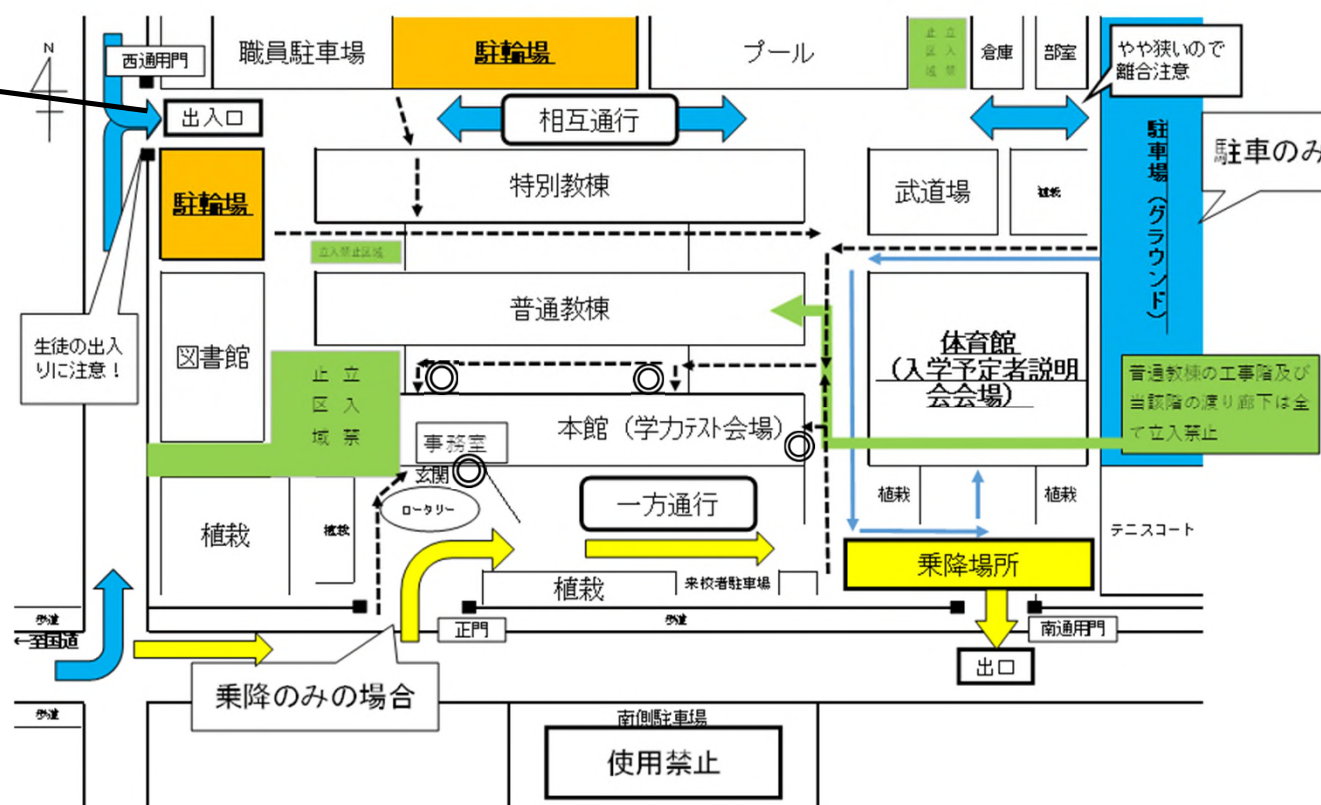 N
西通用門
職員駐車場
駐輪場
プール
立入禁
止区域
倉庫
部室
やや狭いので
離合注意
出入口
相互通行
駐車場（グラウンド）
駐車のみ
駐輪場
特別教棟
武道場
植栽
立入禁止区域
生徒の出入
りに注意！
図書館
普通教棟
体育館
（入学予定者説明
会会場）
立入禁
止区域
普通教棟の工事階及び
当該階の渡り廊下は全
て立入禁止
本館（学力テスト会場）
事務室
玄関
ロータリー
一方通行
植栽
植栽
植栽
植栽
テニスコート
乗降場所
植栽
来校者駐車場
歩道
←至国道
正門
歩道
南通用門
出口
乗降のみの場合
歩道
南側駐車場
使用禁止